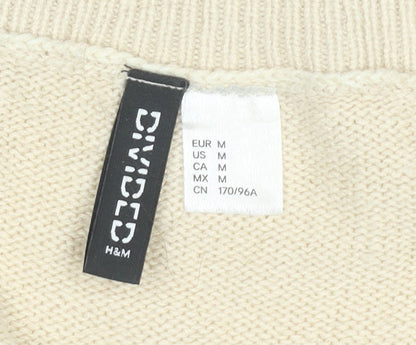 DIVIDED
H&M
EUR M
US M
CA M
MX M
CN 170/96A